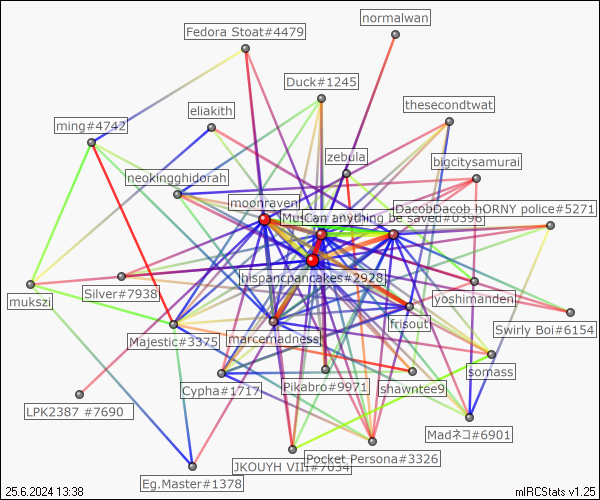 normalwan
Fedora Stoat#4479
Duck#1245
thesecondtwat
eliakith
ming#4742
zebula
bigcitysamurai
neokingghidorah
moonraven
DacobDacob hORNY police#5271
Can anything be saved#0398
hispancpancakes#2928
yoshimanden
Silver#7938
mukszi
frisout
Swirly Boi#6154
Majestic#3375
marcemadness
somass
Cypha#1717
Pikabro#9971
shawntee9
LPK2387 #7690
Madネコ#6901
Pocket Persona#3326
JKOUYH VIII#7034
Eg.Master#1378
25.6.2024 13:38
mIRCStats v1.25